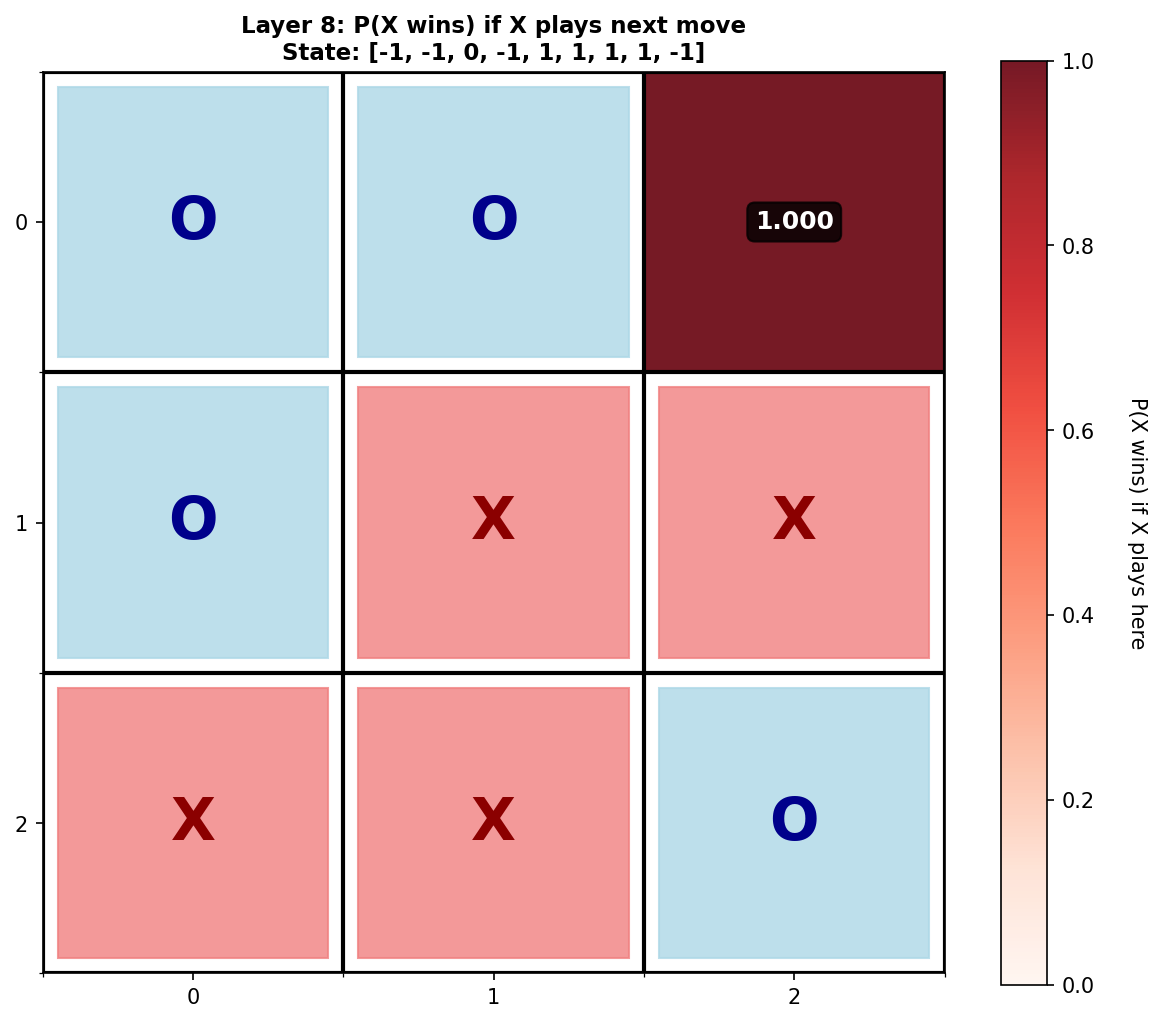 Layer 8: P(X wins) if X plays next move
State: [-1, -1, 0, -1, 1, 1, 1, 1, -1]
0
O
O
1.000
1
O
X
X
2
X
X
O
0
1
2
1.0
0.8
0.6
0.4
0.2
0.0
P(X wins) if X plays here